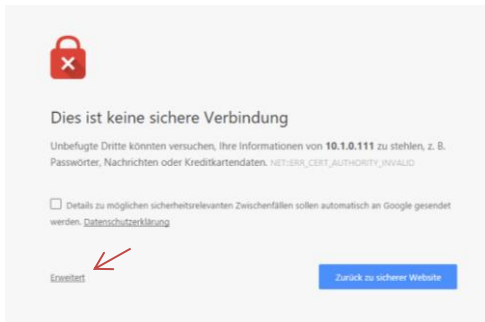 Dies ist keine sichere Verbindung
Unbefugte Dritte könnten versuchen, Ihre Informationen von 10.1.0.111 zu stehlen, z. B.
Passwörter, Nachrichten oder Kreditkartendaten. NET::ERR_CERT_AUTHORITY_INVALID
Details zu möglichen sicherheitsrelevanten Zwischenfällen sollen automatisch an Google gesendet
werden. Datenschutzerklärung
Erweitert
Zurück zu sicherer Website